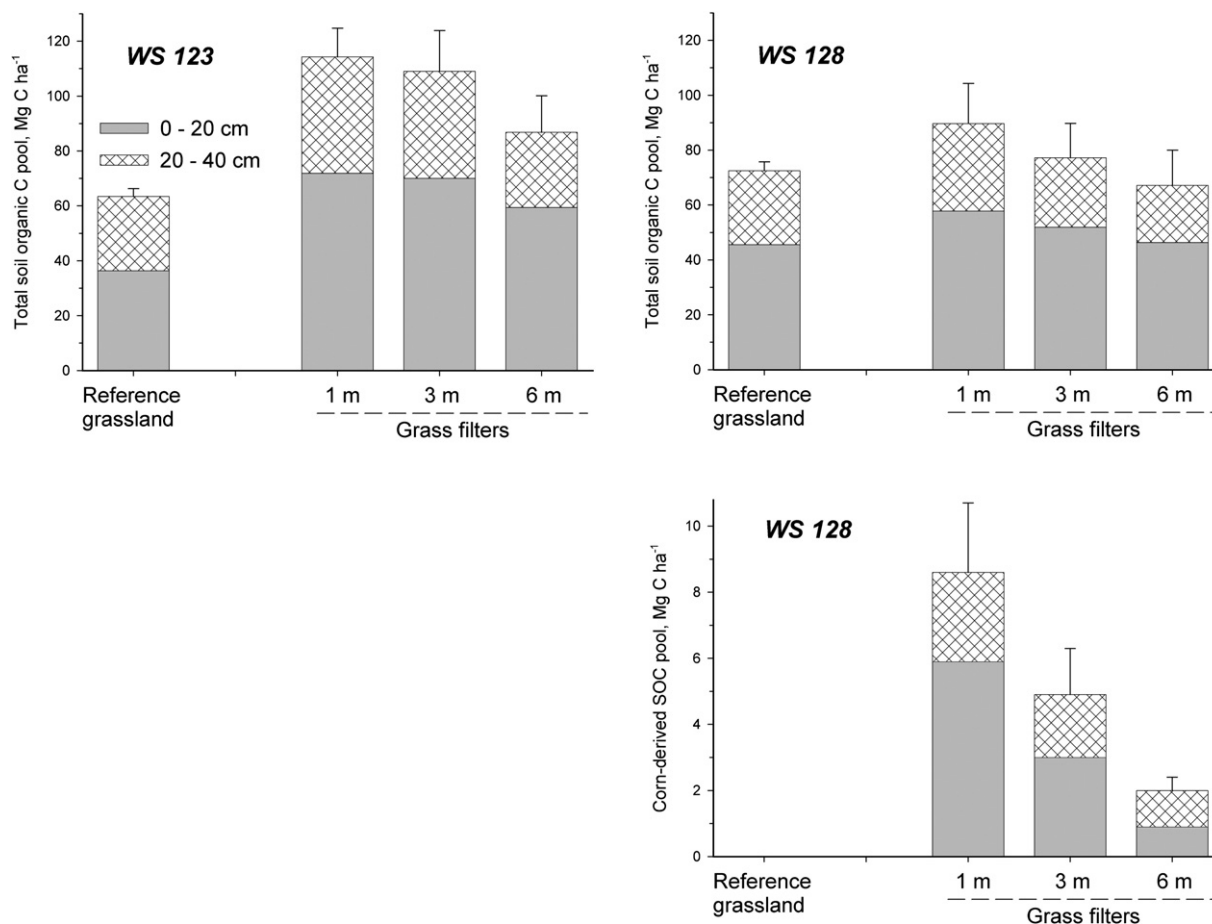 Total soil organic C pool, Mg C ha⁻¹
120
100
80
60
40
20
0
WS 123
0 - 20 cm
20 - 40 cm
Reference
grassland
1 m
3 m
6 m
Grass filters
Total soil organic C pool, Mg C ha⁻¹
120
100
80
60
40
20
0
WS 128
Reference
grassland
1 m
3 m
6 m
Grass filters
Corn-derived SOC pool, Mg C ha⁻¹
10
8
6
4
2
0
WS 128
Reference
grassland
1 m
3 m
6 m
Grass filters